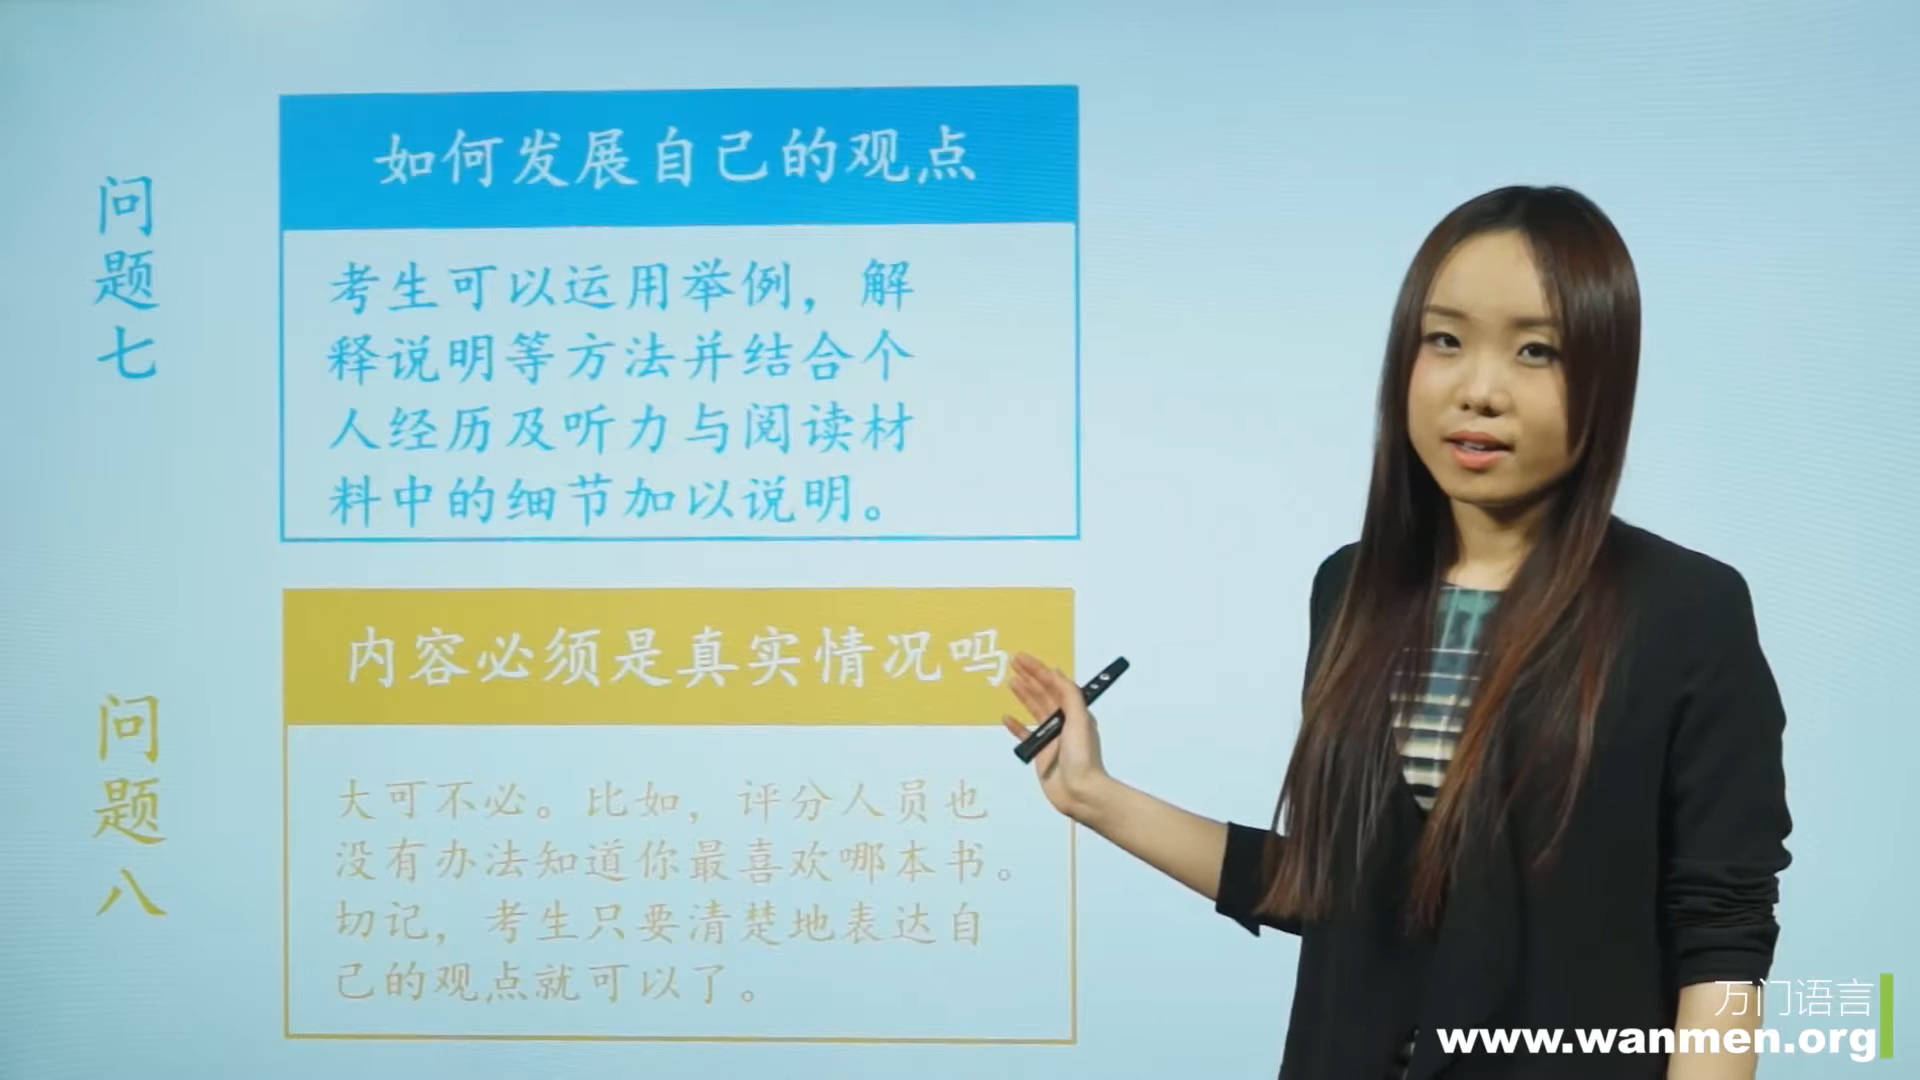 问题七
如何发展自己的观点
考生可以运用举例，解
释说明等方法并结合个
人经历及听力与阅读材
料中的细节加以说明。
问题八
内容必须是真实情况吗
大可不必。比如，评分人员也
没有办法知道你最喜欢哪本书。
切记，考生只要清楚地表达自
己的观点就可以了。
万门语言
www.wanmen.org